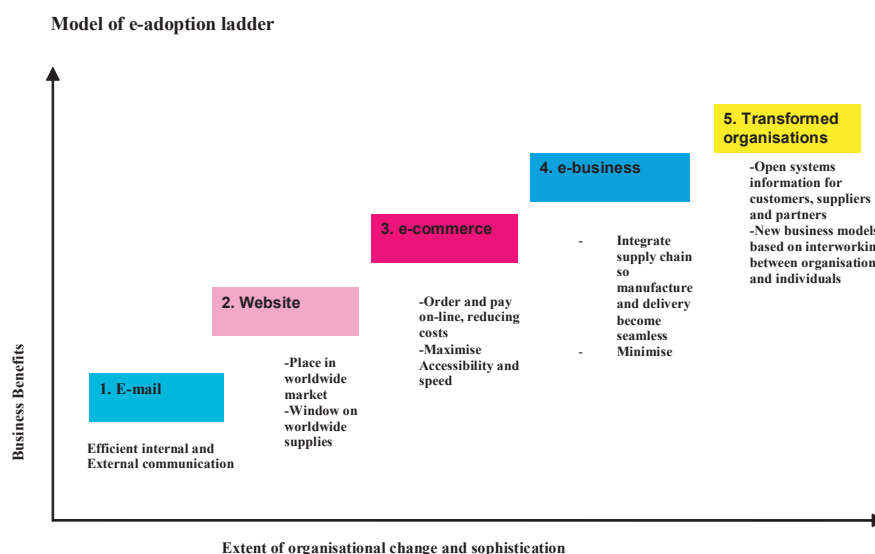 Model of e-adoption ladder
5. Transformed
organisations
-Open systems
information for
customers, suppliers
and partners
-New business models
based on interworkin
between organisation
and individuals
4. e-business
- Integrate
supply chain
so
manufacture
and delivery
become
seamless
- Minimise
3. e-commerce
-Order and pay
on-line, reducing
costs
-Maximise
Accessibility and
speed
2. Website
-Place in
worldwide
market
-Window on
worldwide
supplies
1. E-mail
Efficient internal and
External communication
Business Benefits
Extent of organisational change and sophistication